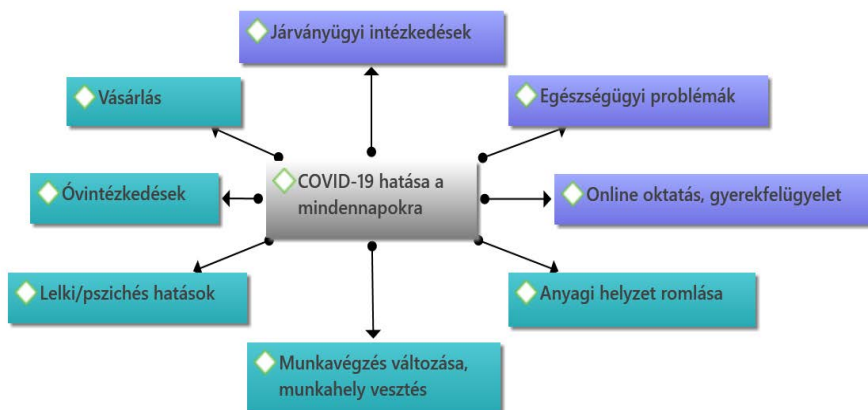 Járványügyi intézkedések
Vásárlás
Egészségügyi problémák
COVID-19 hatása a
mindennapokra
Óvintézkedések
Online oktatás, gyerekfelügyelet
Lelki/pszichés hatások
Anyagi helyzet romlása
Munkavégzés változása,
munkahely vesztés